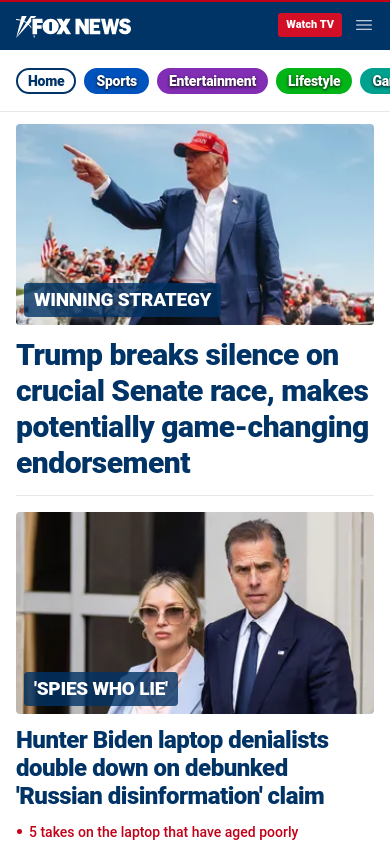 FOX NEWS
Watch TV
Home
Sports
Entertainment
Lifestyle
WINNING STRATEGY
Trump breaks silence on
crucial Senate race, makes
potentially game-changing
endorsement
'SPIES WHO LIE'
Hunter Biden laptop denialists
double down on debunked
'Russian disinformation' claim
5 takes on the laptop that have aged poorly